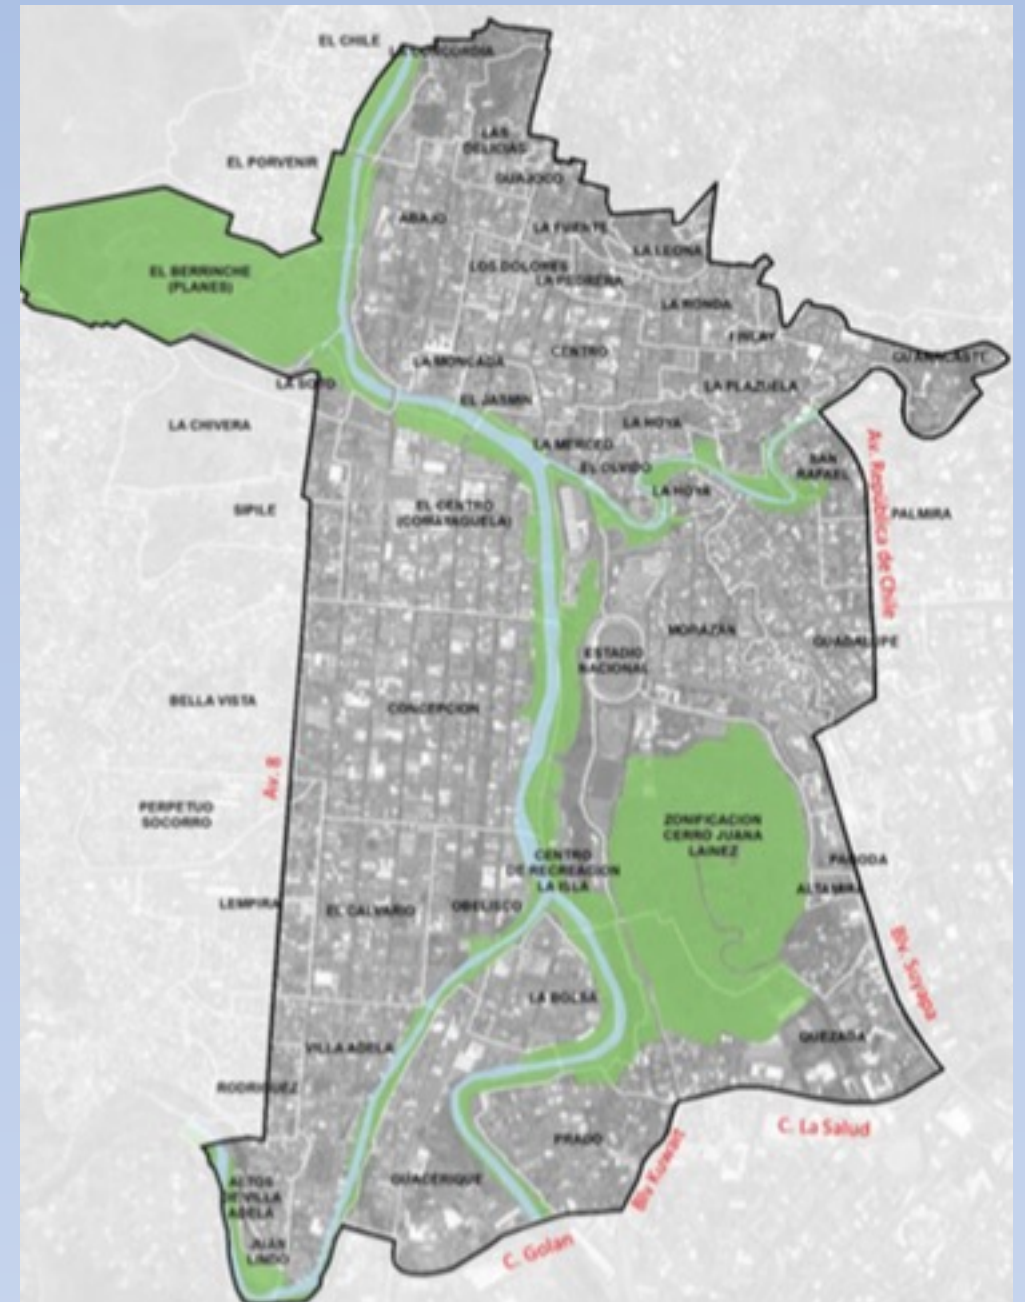 EL CHILE
LA CONCORDIA
LAS
DELICIAS
EL PORVENIR
GUAJOCO
ABAJO
LA FUENTE
LA LEONA
LOS DOLORES
EL BERRINCHE
(PLANES)
LA PEDRERA
LA RONDA
FINLAY
CENTRO
GUANACASTE
LA MONCADA
LA SOTO
LA PLAZUELA
EL JASMIN
LA CHIVERA
LA HOYA
LA MERCED
EL OLVIDO
SAN
RAFAEL
LA HOYA
Av. República de Chile
SIPILE
EL CENTRO
(COMAYAGUELA)
PALMIRA
MORAZAN
GUADALUPE
ESTADIO
NACIONAL
BELLA VISTA
CONCEPCION
Av. 8
PERPETUO
SOCORRO
ZONIFICACION
CERRO JUANA
LAINEZ
CENTRO
DE RECREACION
LA ISLA
PAGODA
ALTAMIRA
LEMPIRA
EL CALVARIO
OBELISCO
Blv. Suyapa
LA BOLSA
QUEZADA
VILLA ADELA
RODRIGUEZ
C. La Salud
PRADO
Blv Kuwait
GUACERIQUE
ALTOS
DE VILLA
ADELA
JUAN
LINDO
C. Golan